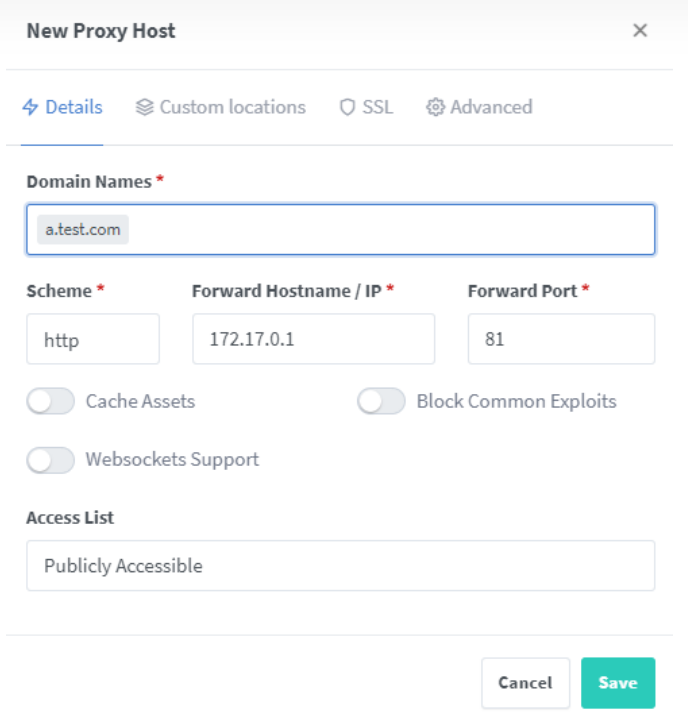 New Proxy Host ×
Details Custom locations SSL Advanced
Domain Names *
a.test.com
Scheme * Forward Hostname / IP * Forward Port *
http 172.17.0.1 81
Cache Assets Block Common Exploits
Websockets Support
Access List
Publicly Accessible
Cancel Save